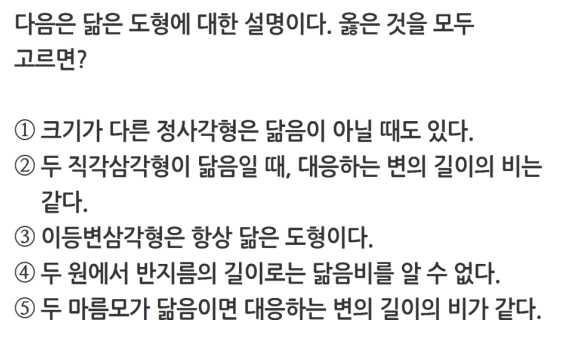 다음은 닮은 도형에 대한 설명이다. 옳은 것을 모두
고르면?
① 크기가 다른 정사각형은 닮음이 아닐 때도 있다.
② 두 직각삼각형이 닮음일 때, 대응하는 변의 길이의 비는
같다.
③ 이등변삼각형은 항상 닮은 도형이다.
④ 두 원에서 반지름의 길이로는 닮음비를 알 수 없다.
⑤ 두 마름모가 닮음이면 대응하는 변의 길이의 비가 같다.